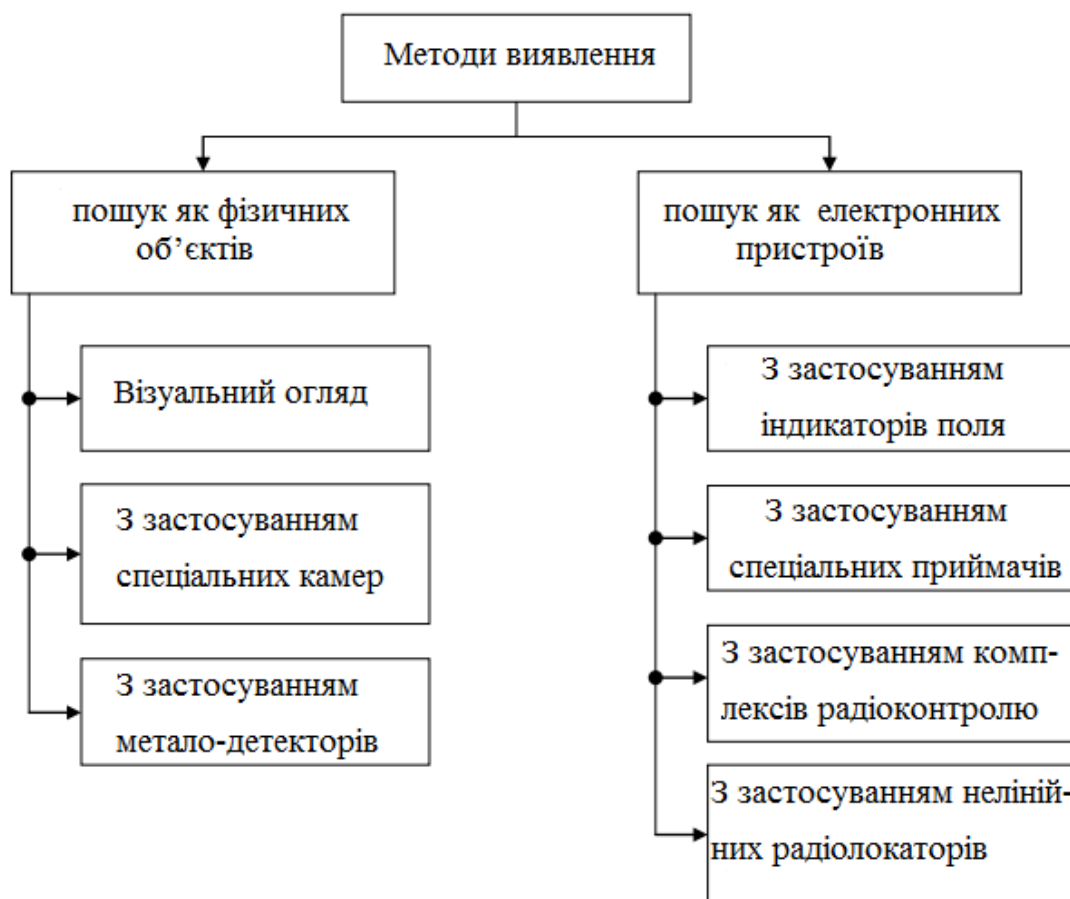 Методи виявлення
пошук як фізичних
об’єктів
Візуальний огляд
З застосуванням
спеціальних камер
З застосуванням
метало-детекторів
пошук як електронних
пристроїв
З застосуванням
індикаторів поля
З застосуванням
спеціальних приймачів
З застосуванням комп-
лексів радіоконтролю
З застосуванням неліній-
них радіолокаторів